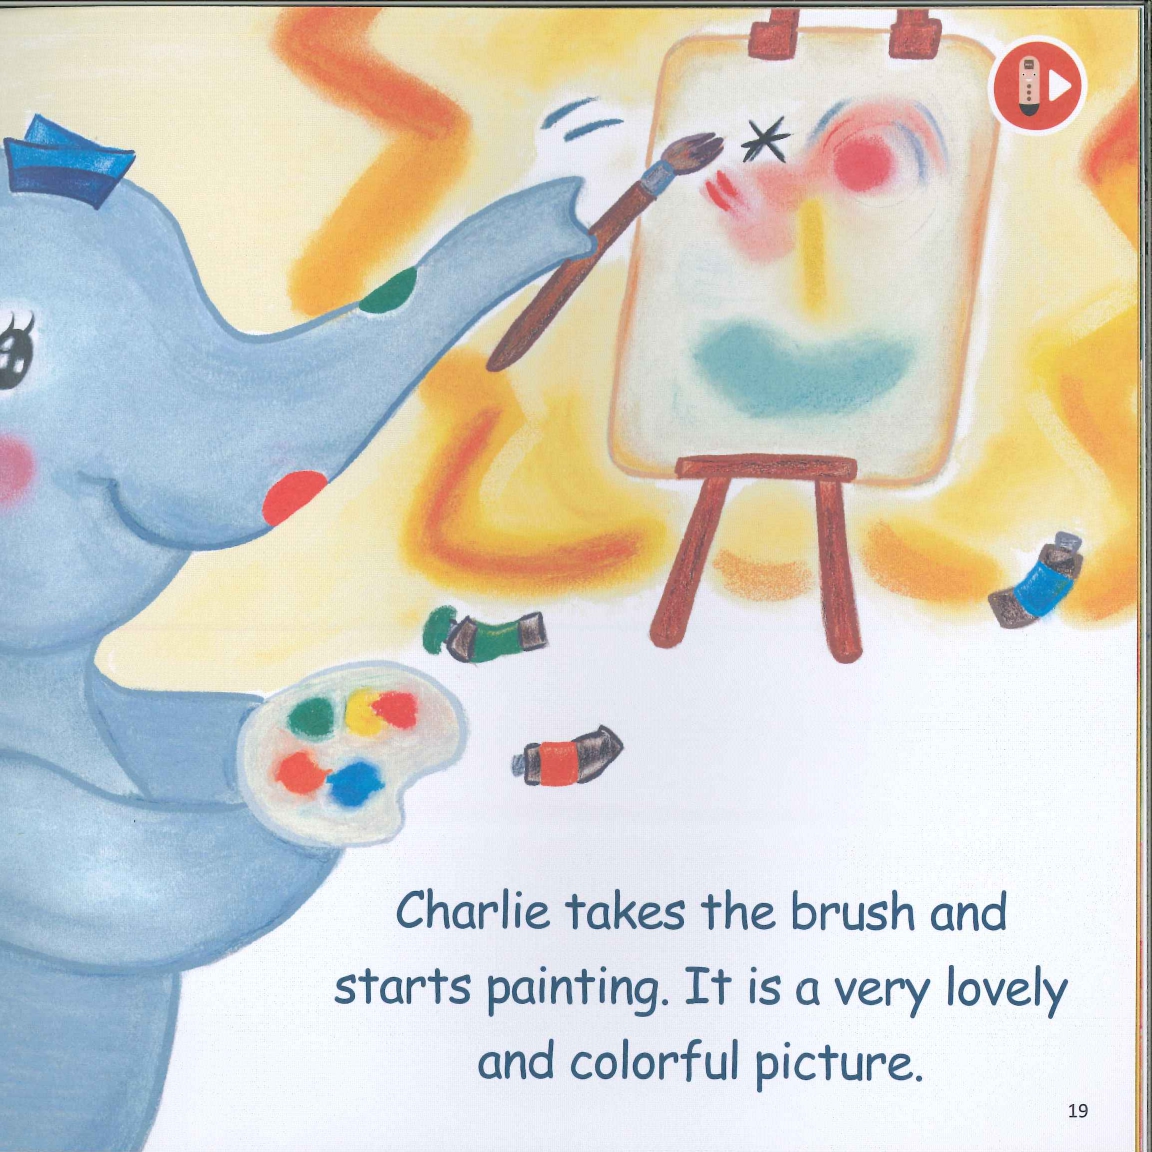 Charlie takes the brush and
starts painting. It is a very lovely
and colorful picture.
19